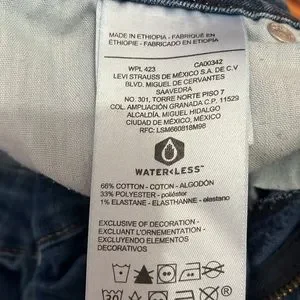 MADE IN ETHIOPIA - FABRIQUÉ EN
ÉTHIOPIE - FABRICADO EN ETIOPÍA
WPL 423 CA00342
LEVI STRAUSS DE MÉXICO S.A. DE C.V
BLVD. MIGUEL DE CERVANTES
SAAVEDRA
NO. 301, TORRE NORTE PISO 7
COL. AMPLIACIÓN GRANADA C.P. 11529
ALCALDÍA. MIGUEL HIDALGO
CIUDAD DE MÉXICO, MÉXICO
RFC: LSM660818M98
WATER<LESS™
66% COTTON - COTON - ALGODÓN
33% POLYESTER - poliéster
1% ELASTANE - ELASTHANNE - elastano
EXCLUSIVE OF DECORATION -
EXCLUANT L'ORNEMENTATION -
EXCLUYENDO ELEMENTOS
DECORATIVOS